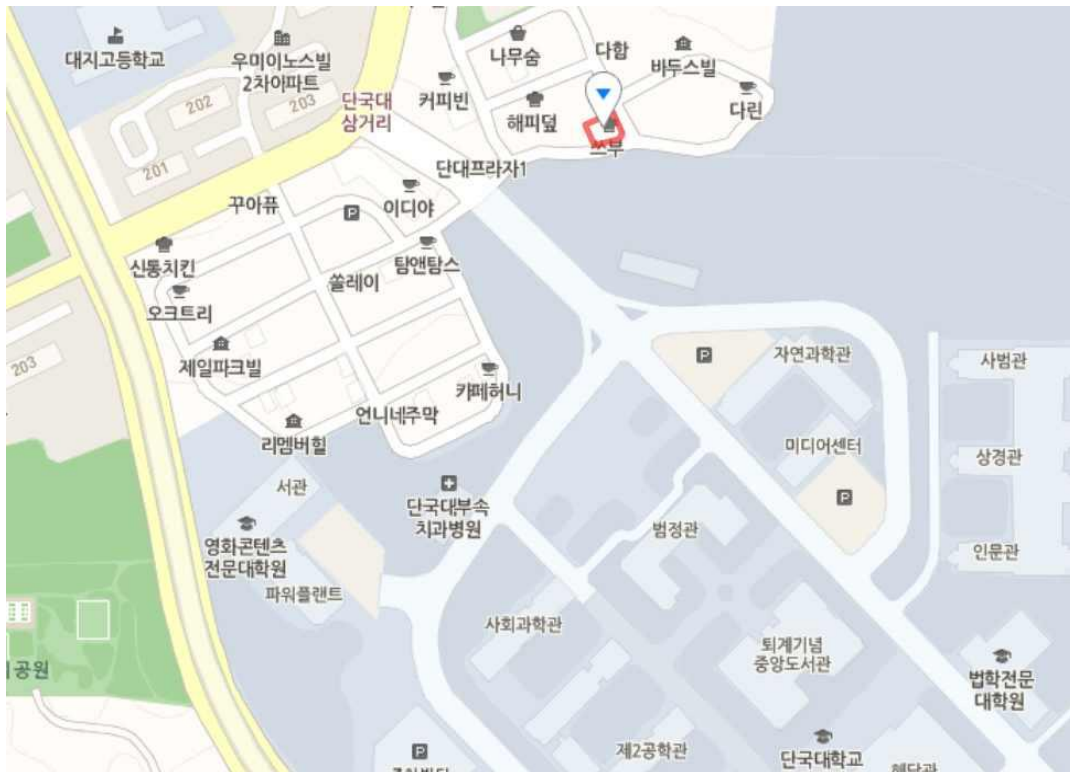 대지고등학교
우미이노스빌
2차아파트
202
203
201
나무숨
다함
바두스빌
커피빈
해피덮
다린
단국대
삼거리
쯔부
단대프라자1
꾸아퓨
P
이디야
신통치킨
탐앤탐스
쏠레이
오크트리
203
제일파크빌
카페허니
언니네주막
리멤버힐
P
자연과학관
사범관
미디어센터
상경관
P
서관
단국대부속
치과병원
영화콘텐츠
전문대학원
범정관
인문관
파워플랜트
사회과학관
퇴계기념
중앙도서관
법학전문
대학원
공원
P
제2공학관
단국대학교